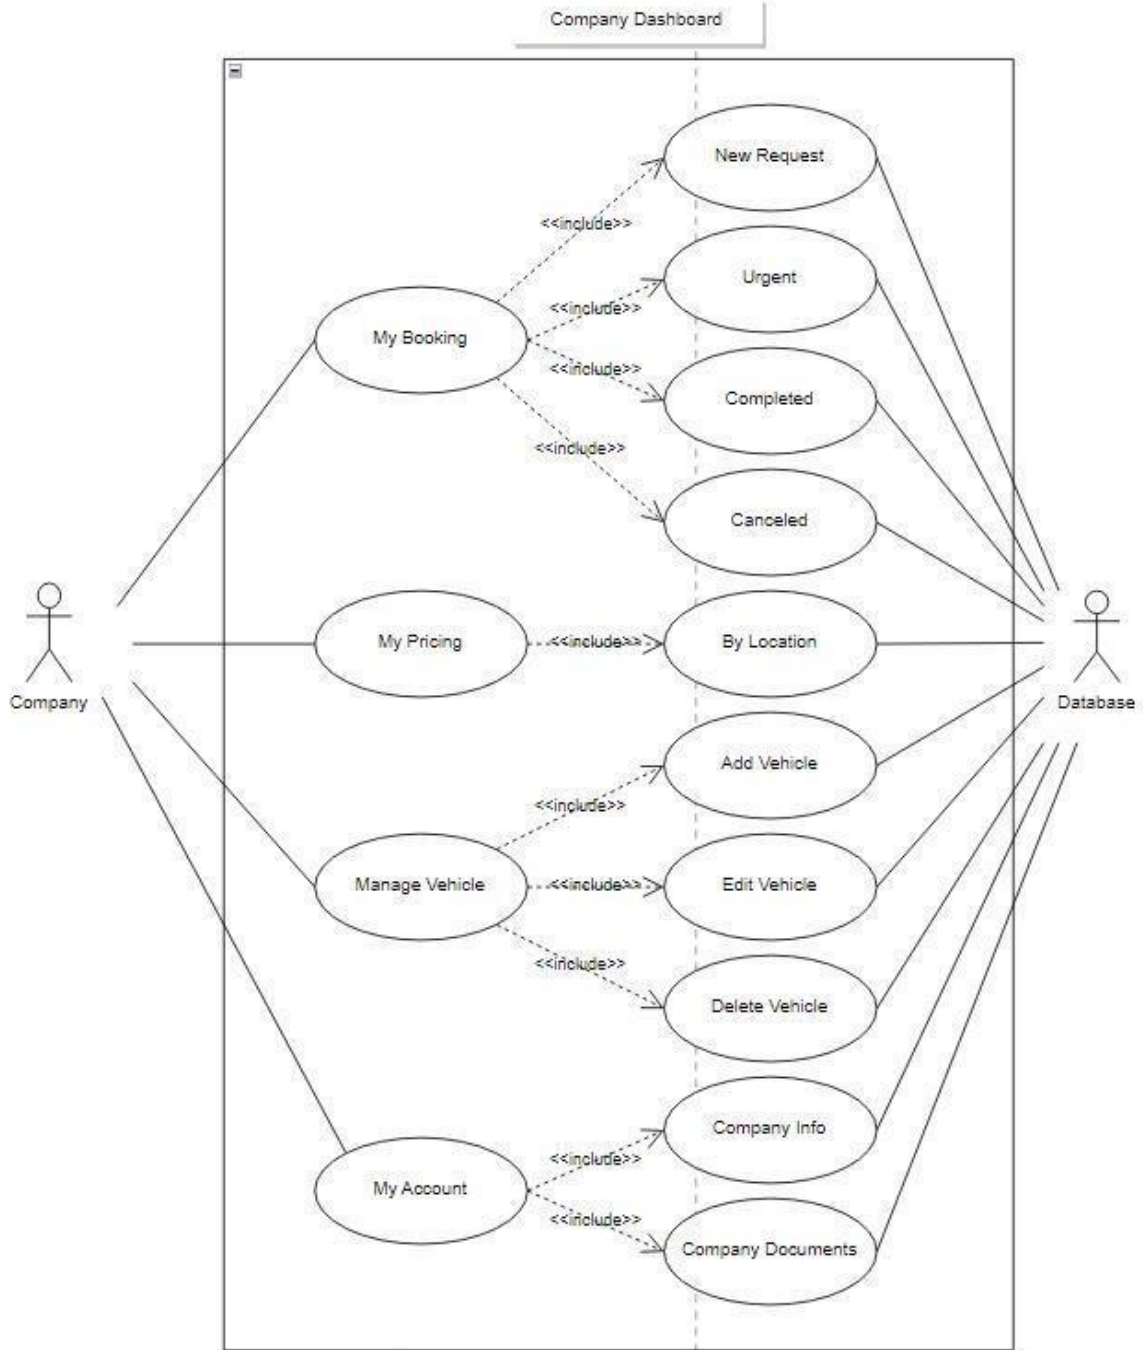 Company Dashboard
New Request
<<include>>
Urgent
<<include>>
My Booking
<<include>>
Completed
<<include>>
Canceled
My Pricing
<<include>>
By Location
Company
Database
Add Vehicle
<<include>>
Manage Vehicle
<<include>>
Edit Vehicle
<<include>>
Delete Vehicle
Company Info
<<include>>
My Account
<<include>>
Company Documents